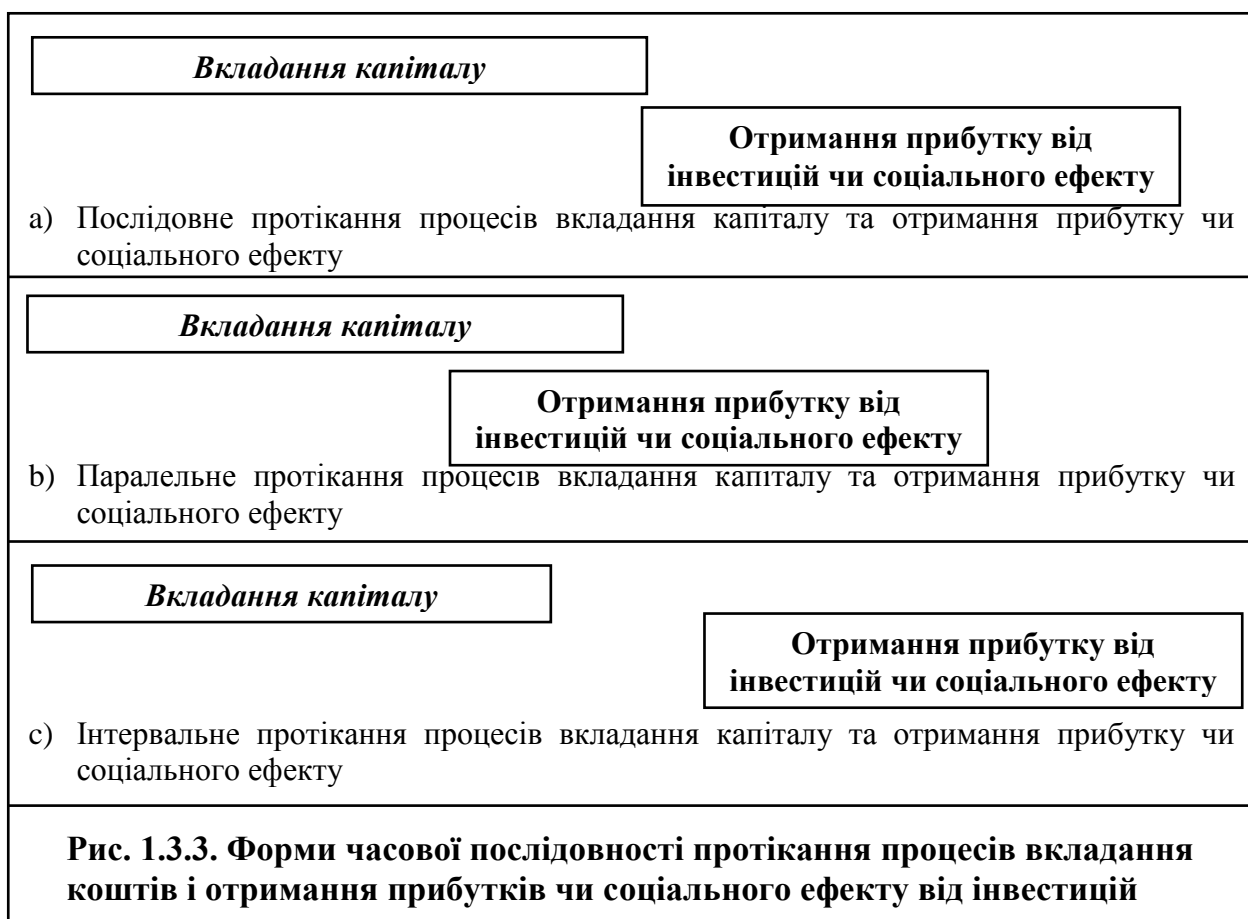 Вкладання капіталу
Отримання прибутку від
інвестицій чи соціального ефекту
a) Послідовне протікання процесів вкладання капіталу та отримання прибутку чи
соціального ефекту
Вкладання капіталу
Отримання прибутку від
інвестицій чи соціального ефекту
b) Паралельне протікання процесів вкладання капіталу та отримання прибутку чи
соціального ефекту
Вкладання капіталу
Отримання прибутку від
інвестицій чи соціального ефекту
c) Інтервальне протікання процесів вкладання капіталу та отримання прибутку чи
соціального ефекту
Рис. 1.3.3. Форми часової послідовності протікання процесів вкладання
коштів і отримання прибутків чи соціального ефекту від інвестицій